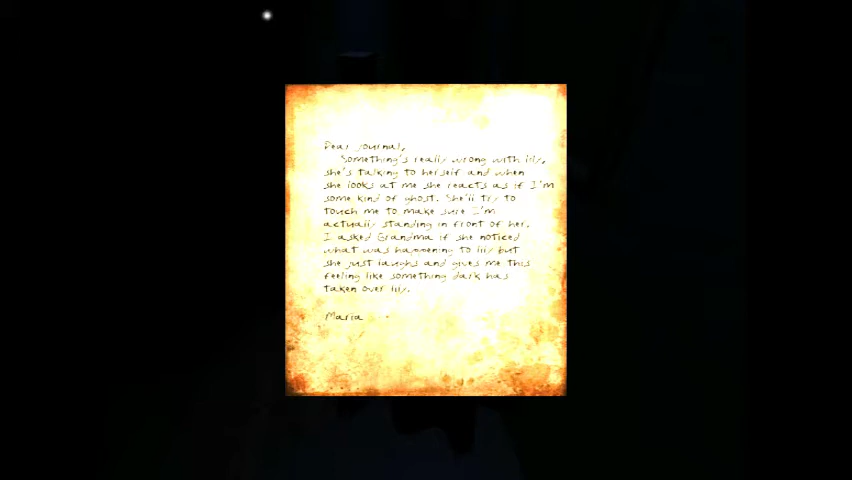 Dear Journal,
Something's really wrong with lily,
she's talking to herself and when
she looks at me she reacts as if I'm
some kind of ghost. She'll try to
touch me to make sure I'm
actually standing in front of her.
I asked Grandma if she noticed
what was happening to lily but
she just laughs and gives me this
feeling like something dark has
taken over lily.
Maria